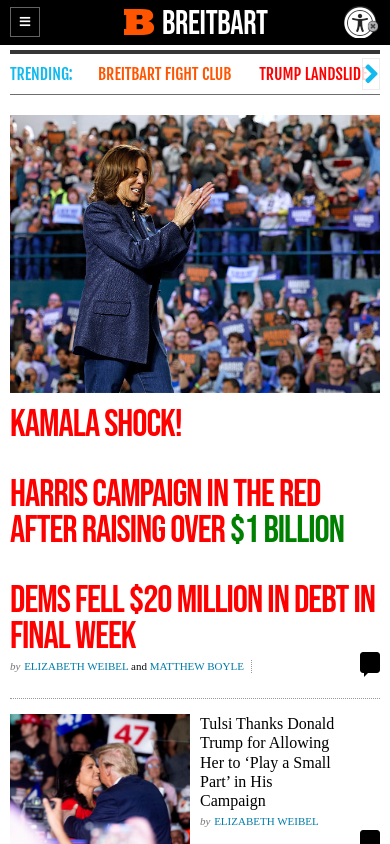 B BREITBART
TRENDING:
BREITBART FIGHT CLUB
TRUMP LANDSLID
KAMALA SHOCK!
HARRIS CAMPAIGN IN THE RED
AFTER RAISING OVER $1 BILLION
DEMS FELL $20 MILLION IN DEBT IN
FINAL WEEK
by ELIZABETH WEIBEL and MATTHEW BOYLE
47
47
Tulsi Thanks Donald
Trump for Allowing
Her to ‘Play a Small
Part’ in His
Campaign
by ELIZABETH WEIBEL